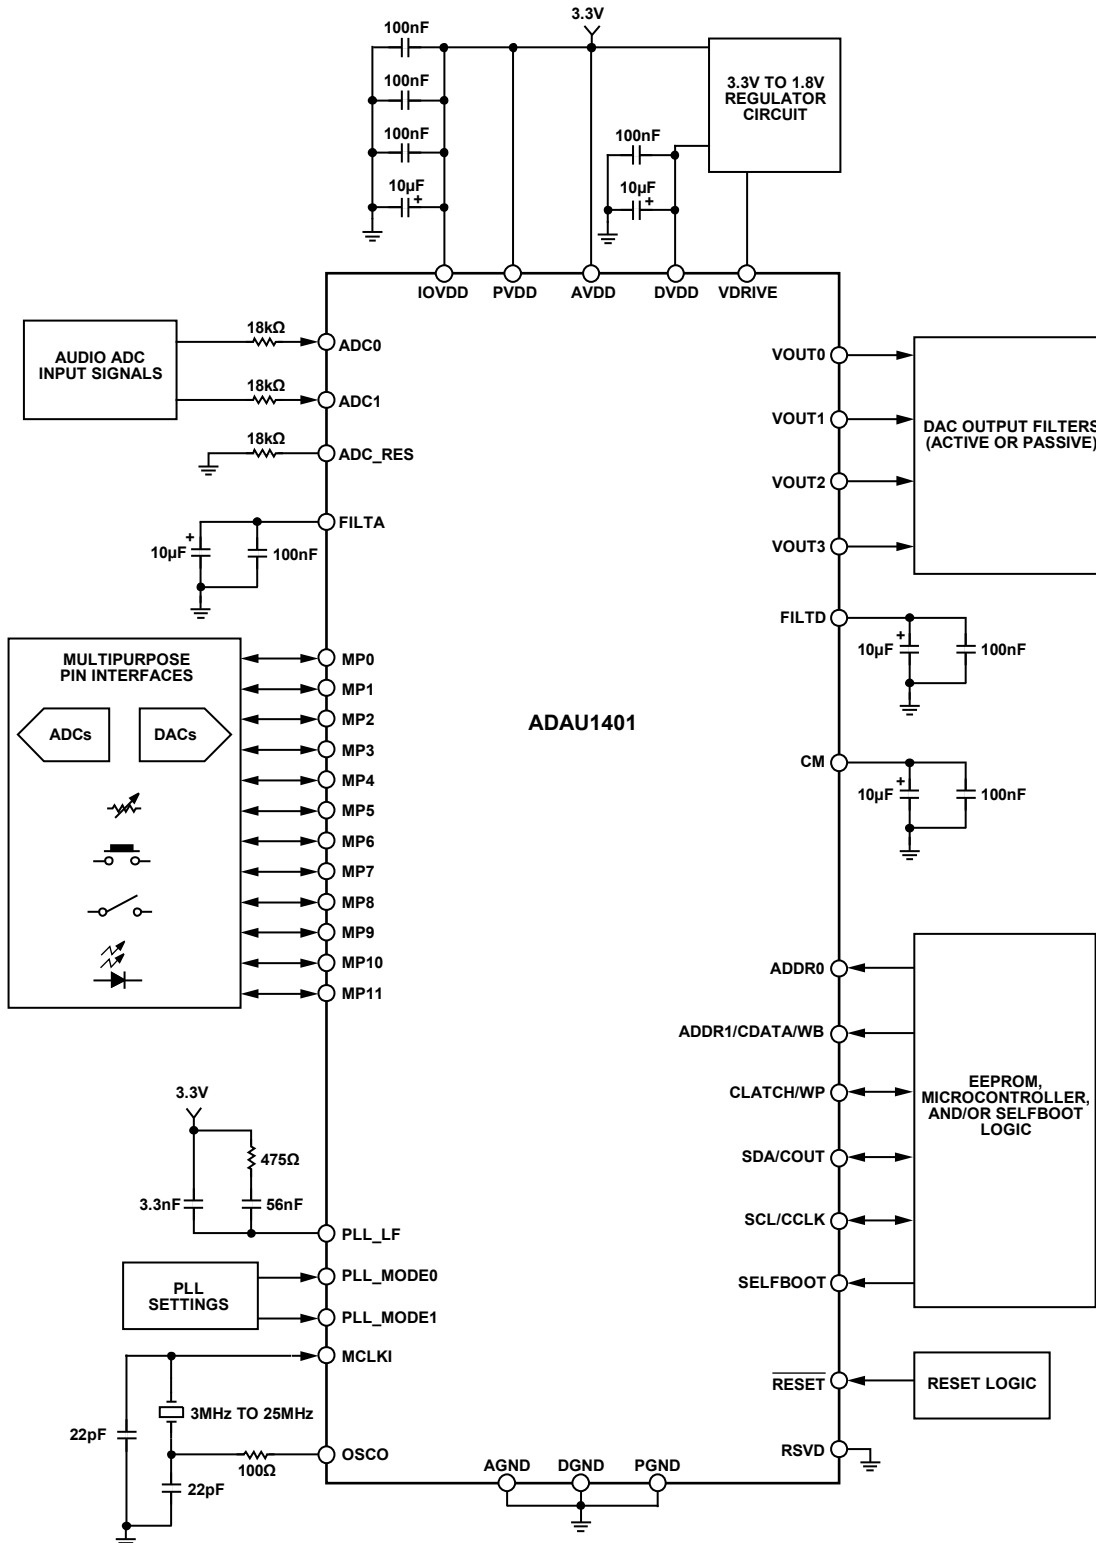 3.3V
100nF
100nF
100nF
10µF
+
3.3V TO 1.8V
REGULATOR
CIRCUIT
100nF
10µF
+
IOVDD
PVDD
AVDD
DVDD
VDRIVE
AUDIO ADC
INPUT SIGNALS
18kΩ
ADC0
18kΩ
ADC1
18kΩ
ADC_RES
FILTA
+
10µF
100nF
MULTIPURPOSE
PIN INTERFACES
ADCs
DACs
MP0
MP1
MP2
MP3
MP4
MP5
MP6
MP7
MP8
MP9
MP10
MP11
3.3V
475Ω
3.3nF
56nF
PLL_LF
PLL
SETTINGS
PLL_MODE0
PLL_MODE1
MCLKI
3MHz TO 25MHz
22pF
100Ω
OSCO
22pF
ADAU1401
AGND
DGND
PGND
VOUT0
VOUT1
VOUT2
VOUT3
DAC OUTPUT FILTERS
(ACTIVE OR PASSIVE)
FILTD
+
10µF
100nF
CM
+
10µF
100nF
ADDR0
ADDR1/CDATA/WB
CLATCH/WP
SDA/COUT
SCL/CCLK
SELFBOOT
EEPROM,
MICROCONTROLLER,
AND/OR SELFBOOT
LOGIC
RESET
RESET LOGIC
RSVD